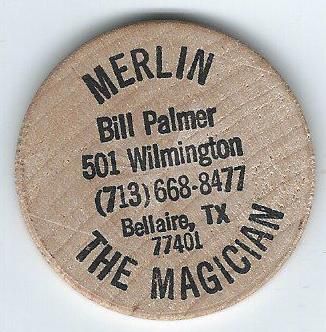 MERLIN
Bill Palmer
501 Wilmington
(713)668-8477
Bellaire, TX
77401
THE MAGICIAN